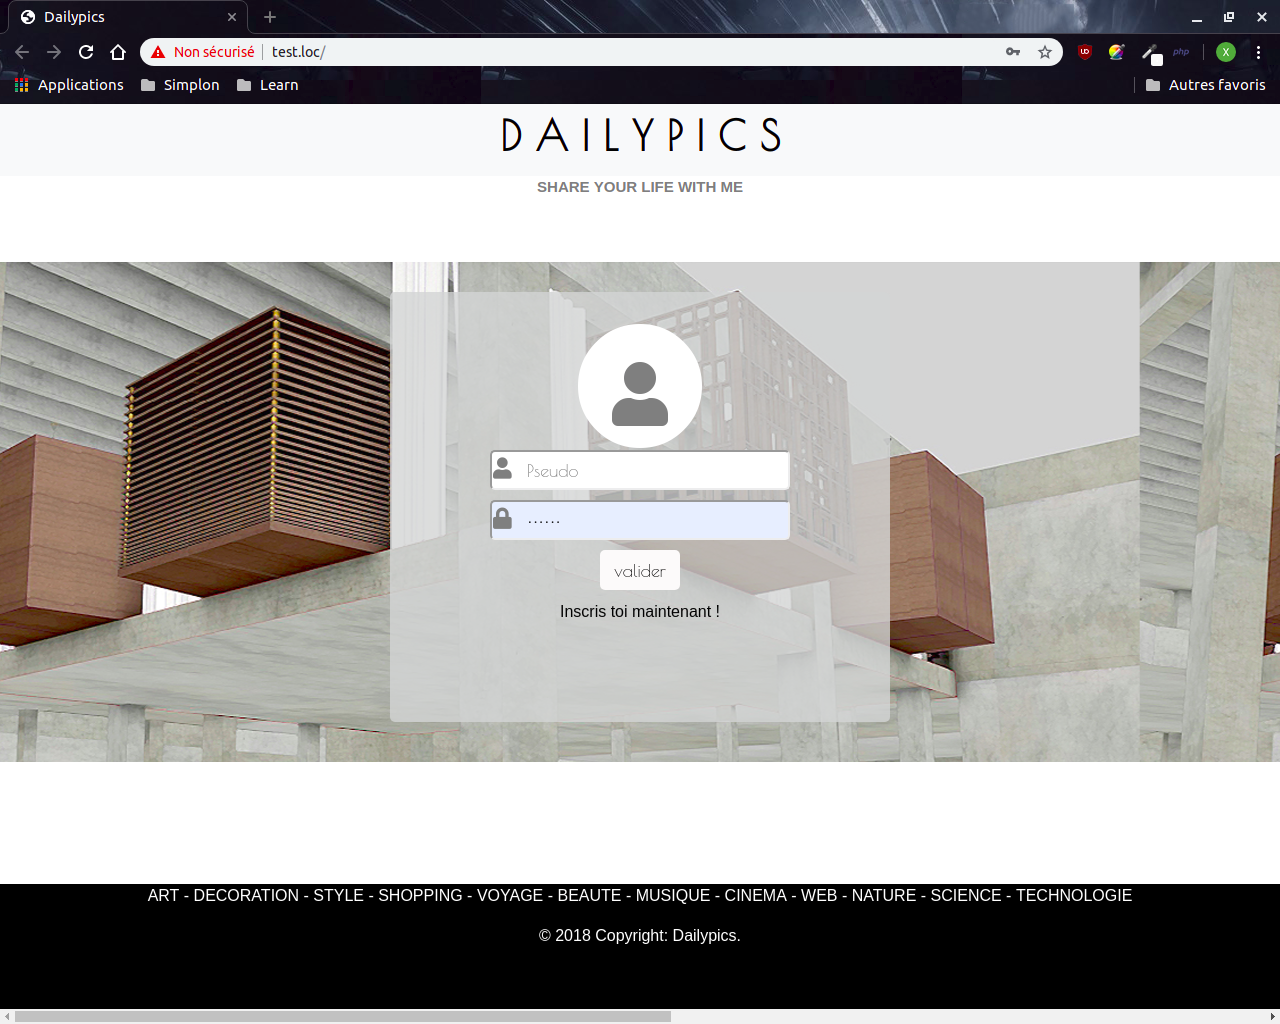 Dailypics
Non sécurisé test.loc/
Applications Simplon Learn Autres favoris
DAILYPICS
SHARE YOUR LIFE WITH ME
Pseudo
valider
Inscris toi maintenant !
ART - DECORATION - STYLE - SHOPPING - VOYAGE - BEAUTE - MUSIQUE - CINEMA - WEB - NATURE - SCIENCE - TECHNOLOGIE
© 2018 Copyright: Dailypics.